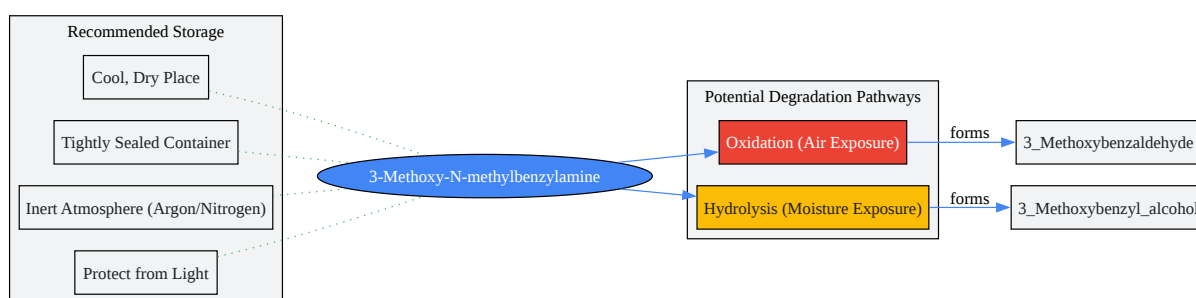 Recommended Storage
Cool, Dry Place
Tightly Sealed Container
Inert Atmosphere (Argon/Nitrogen)
Protect from Light
3-Methoxy-N-methylbenzylamine
Potential Degradation Pathways
Oxidation (Air Exposure)
Hydrolysis (Moisture Exposure)
forms
forms
3_Methoxybenzaldehyde
3_Methoxybenzyl_alcohol